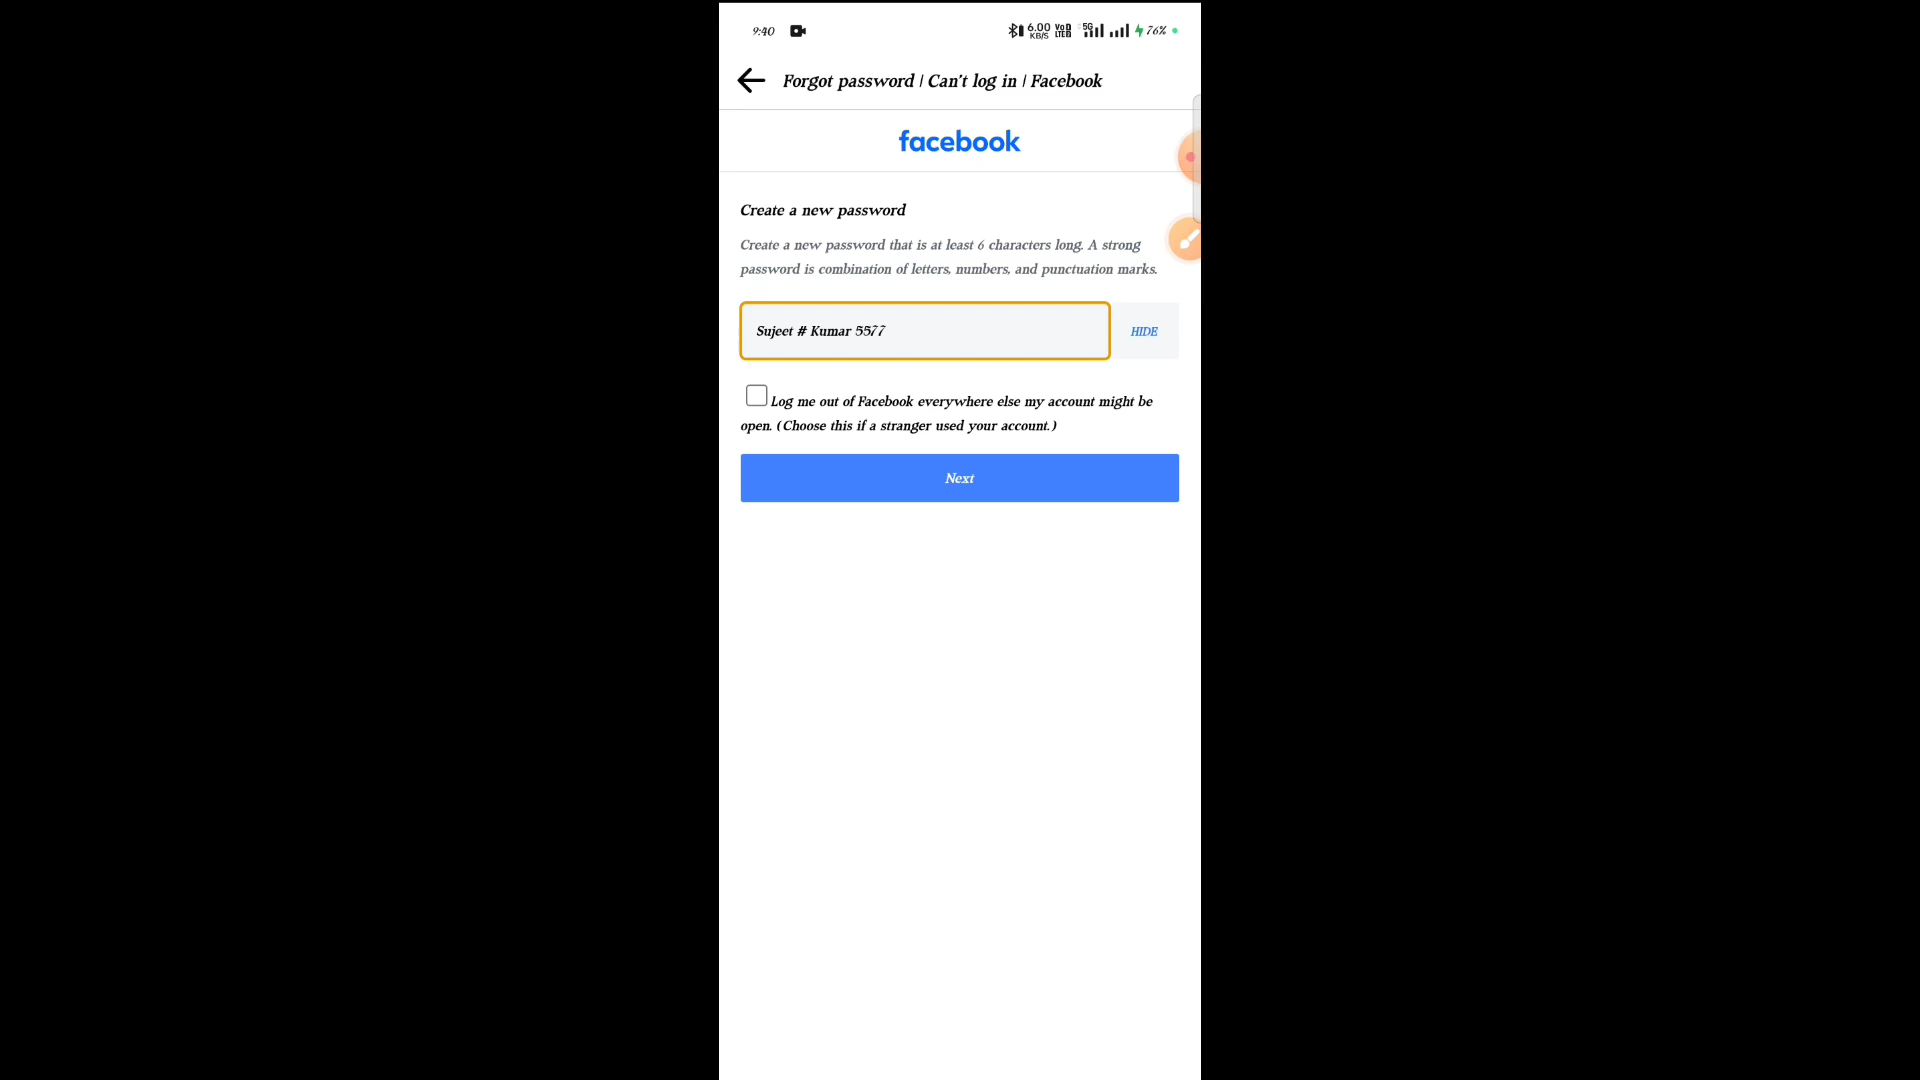 9:40 6.00 KB/S VoD LTE 5G 76%
Forgot password | Can't log in | Facebook
facebook
Create a new password
Create a new password that is at least 6 characters long. A strong
password is combination of letters, numbers, and punctuation marks.
Sujeet # Kumar 5577 HIDE
Log me out of Facebook everywhere else my account might be
open. (Choose this if a stranger used your account.)
Next